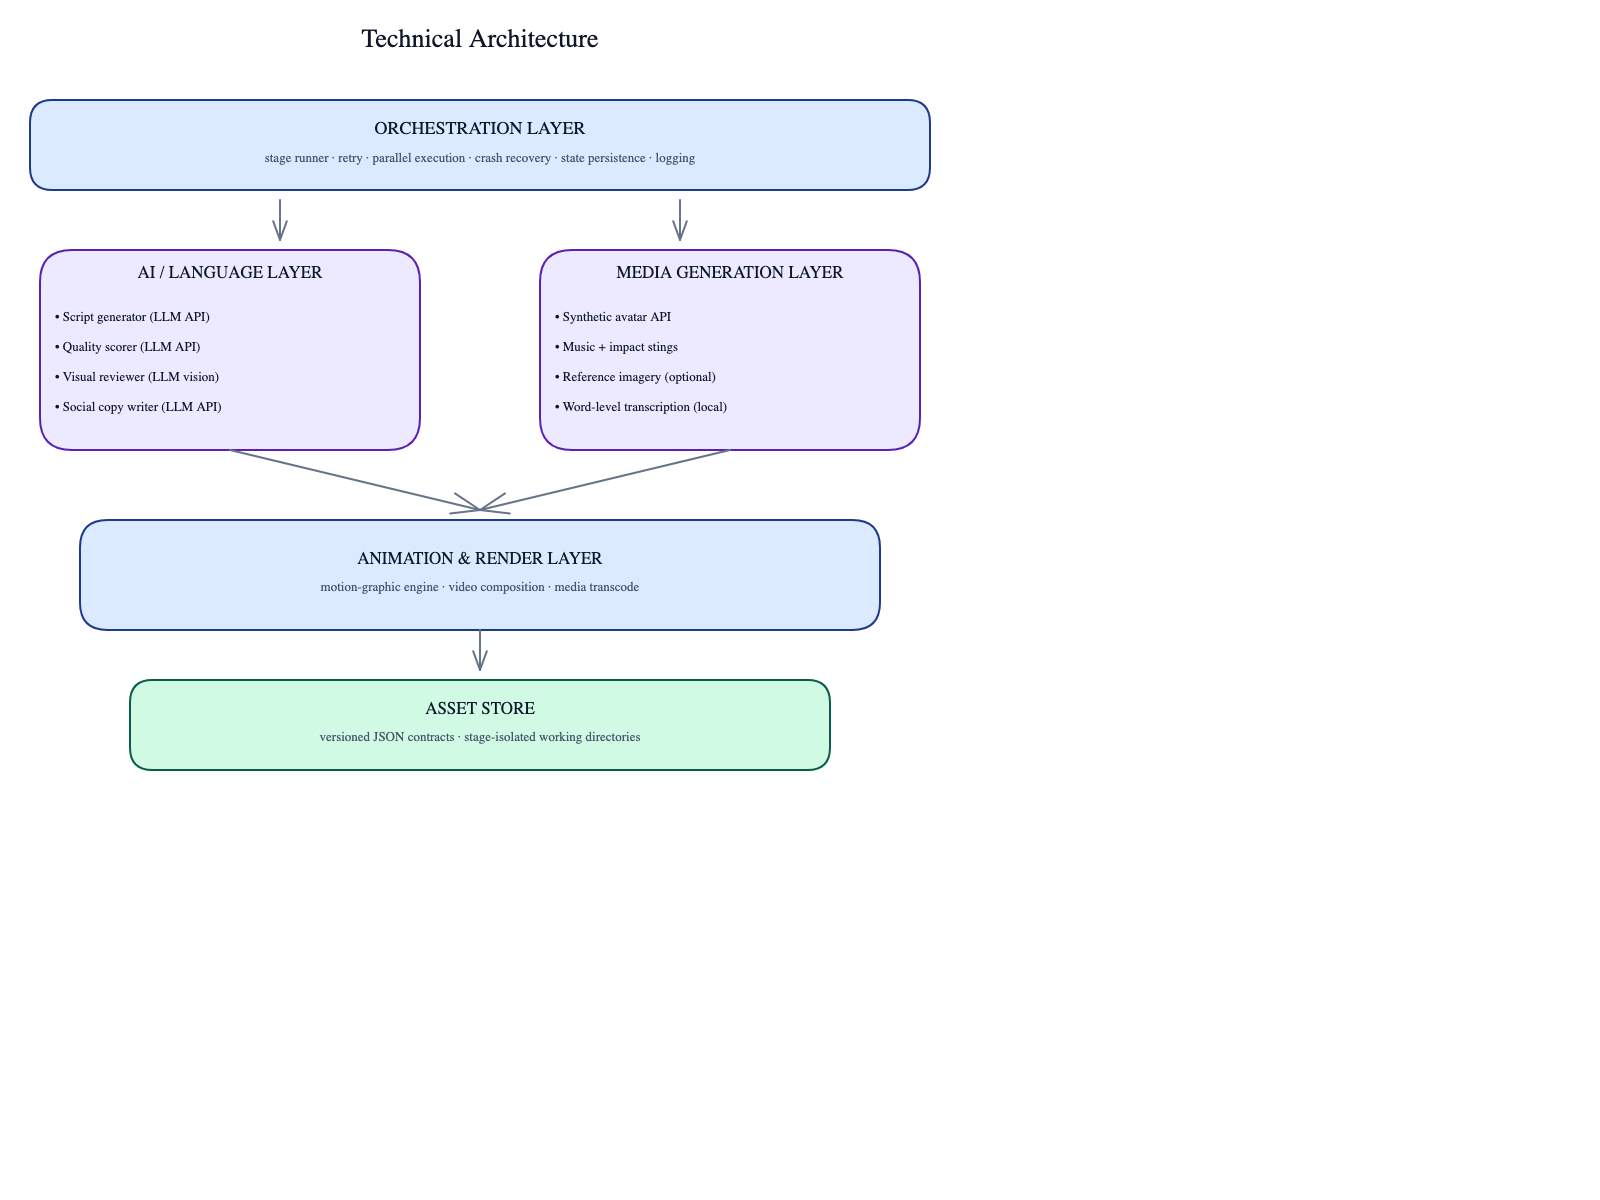 Technical Architecture
ORCHESTRATION LAYER
stage runner · retry · parallel execution · crash recovery · state persistence · logging
AI / LANGUAGE LAYER
• Script generator (LLM API)
• Quality scorer (LLM API)
• Visual reviewer (LLM vision)
• Social copy writer (LLM API)
MEDIA GENERATION LAYER
• Synthetic avatar API
• Music + impact stings
• Reference imagery (optional)
• Word-level transcription (local)
ANIMATION & RENDER LAYER
motion-graphic engine · video composition · media transcode
ASSET STORE
versioned JSON contracts · stage-isolated working directories